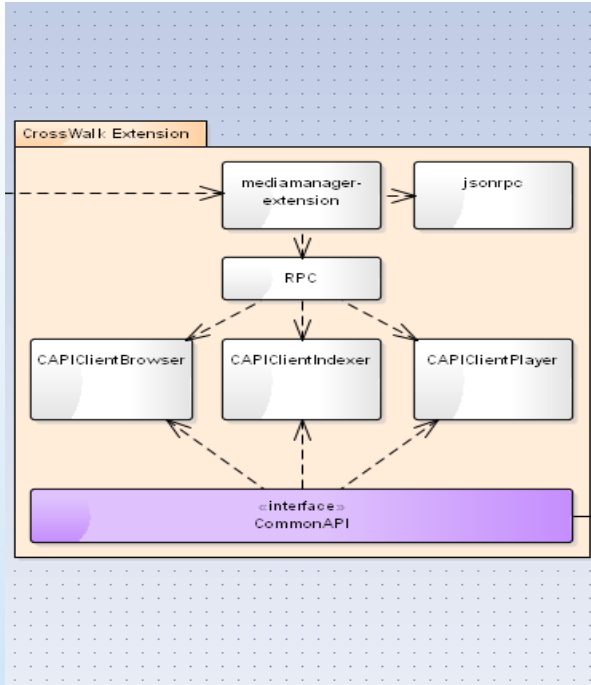 CrossWalk Extension
mediamanager-
extension
jsonrpc
RPC
CAPIClientBrowser
CAPIClientIndexer
CAPIClientPlayer
«interface»
CommonAPI